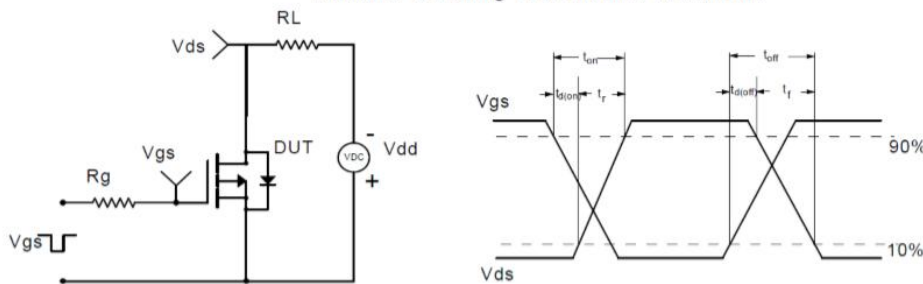 RL
Vds
Vgs
DUT
Rg
VDC
-
+
Vdd
Vgs
ton
toff
td(on)
tr
td(off)
tf
Vgs
90%
10%
Vds